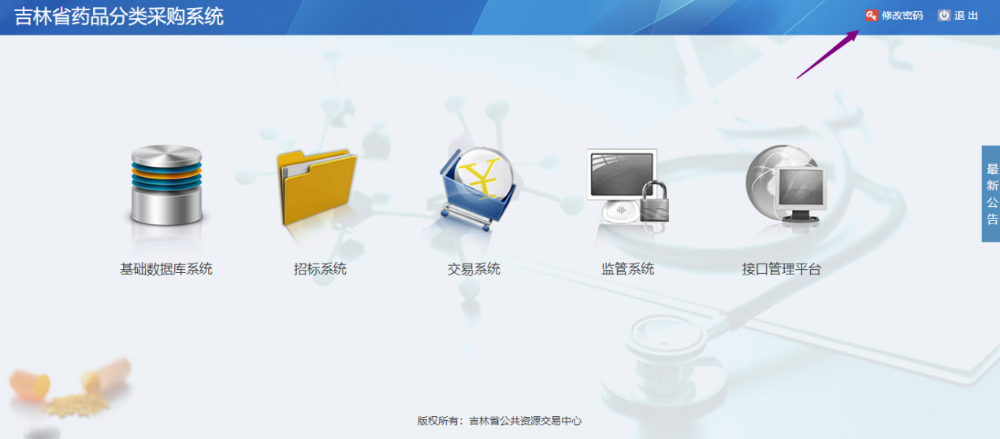 吉林省药品分类采购系统
修改密码
退 出
最新公告
基础数据库系统
招标系统
交易系统
监管系统
接口管理平台
版权所有：吉林省公共资源交易中心